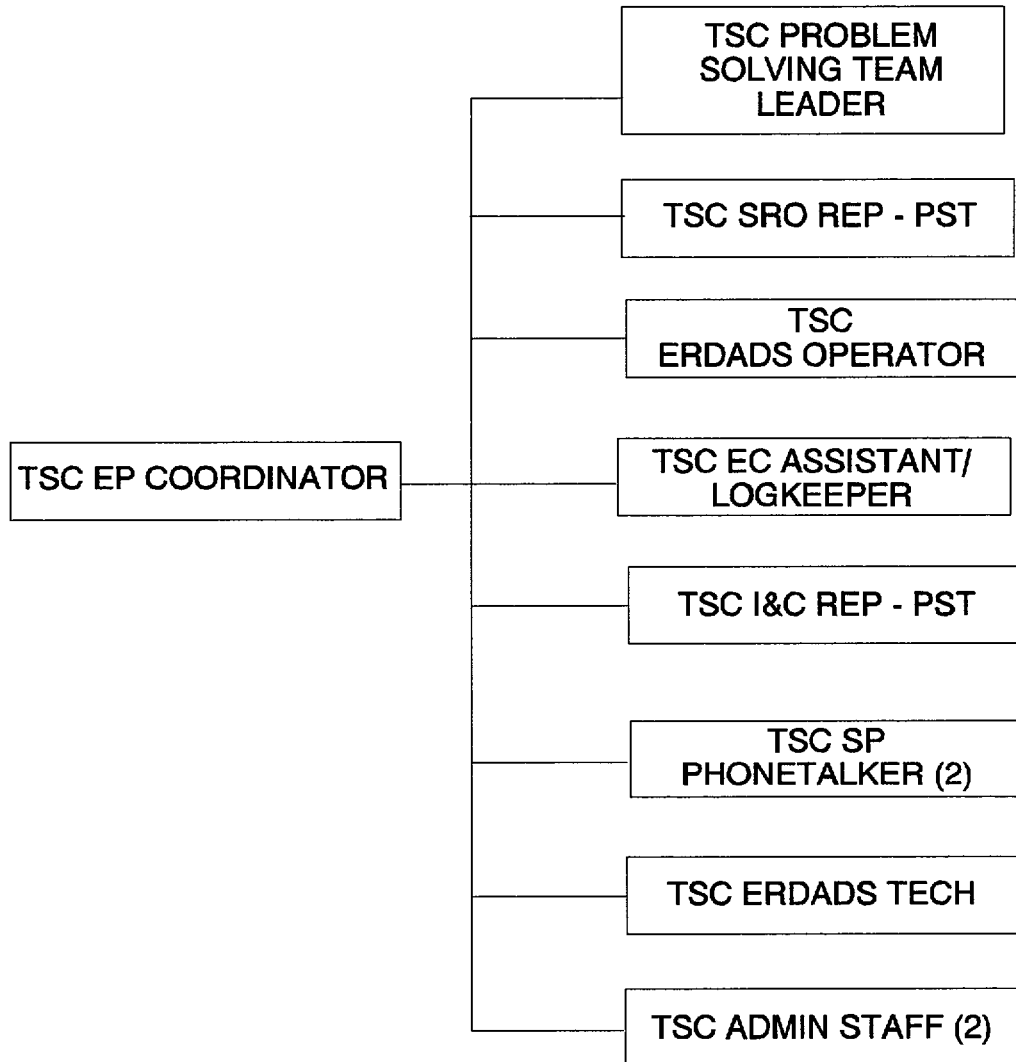 TSC PROBLEM
SOLVING TEAM
LEADER
TSC SRO REP - PST
TSC
ERDADS OPERATOR
TSC EP COORDINATOR
TSC EC ASSISTANT/
LOGKEEPER
TSC I&C REP - PST
TSC SP
PHONETALKER (2)
TSC ERDADS TECH
TSC ADMIN STAFF (2)